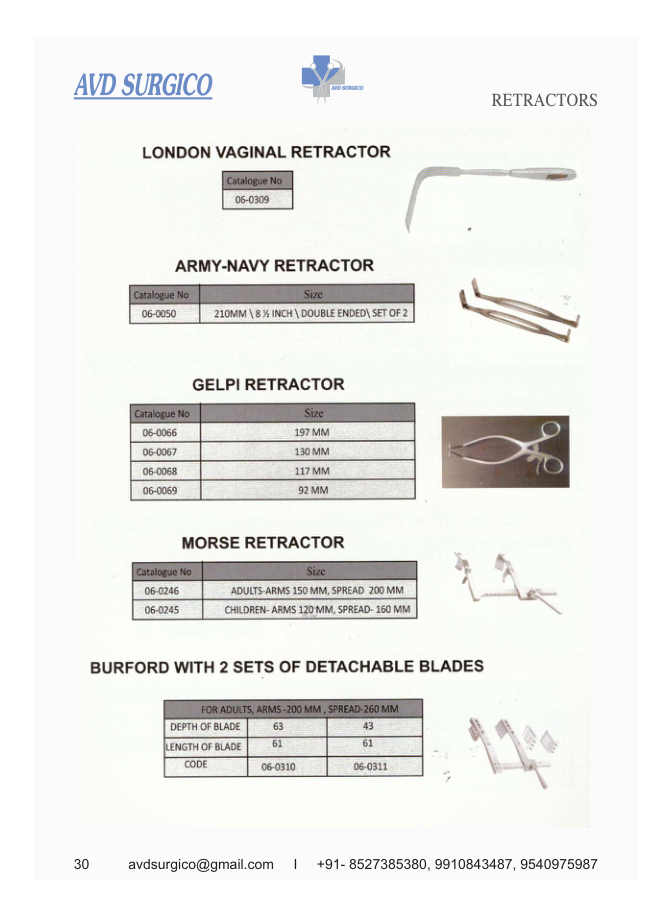 AVD SURGICO
AVD SURGICO
RETRACTORS
LONDON VAGINAL RETRACTOR
Catalogue No
06-0309
ARMY-NAVY RETRACTOR
Catalogue No Size
06-0050 210MM \ 8 ½ INCH \ DOUBLE ENDED\ SET OF 2
GELPI RETRACTOR
Catalogue No Size
06-0066 197 MM
06-0067 130 MM
06-0068 117 MM
06-0069 92 MM
MORSE RETRACTOR
Catalogue No Size
06-0246 ADULTS-ARMS 150 MM, SPREAD 200 MM
06-0245 CHILDREN- ARMS 120 MM, SPREAD- 160 MM
BURFORD WITH 2 SETS OF DETACHABLE BLADES
FOR ADULTS, ARMS -200 MM , SPREAD-260 MM
DEPTH OF BLADE 63 43
LENGTH OF BLADE 61 61
CODE 06-0310 06-0311
30 avdsurgico@gmail.com I +91- 8527385380, 9910843487, 9540975987